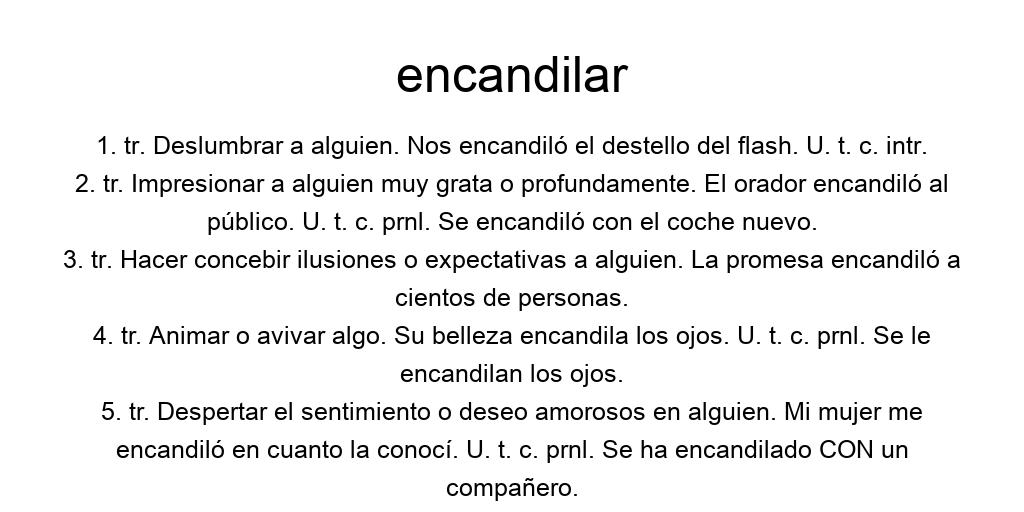 encandilar
1. tr. Deslumbrar a alguien. Nos encandiló el destello del flash. U. t. c. intr.
2. tr. Impresionar a alguien muy grata o profundamente. El orador encandiló al
público. U. t. c. prnl. Se encandiló con el coche nuevo.
3. tr. Hacer concebir ilusiones o expectativas a alguien. La promesa encandiló a
cientos de personas.
4. tr. Animar o avivar algo. Su belleza encandila los ojos. U. t. c. prnl. Se le
encandilan los ojos.
5. tr. Despertar el sentimiento o deseo amorosos en alguien. Mi mujer me
encandiló en cuanto la conocí. U. t. c. prnl. Se ha encandilado CON un
compañero.